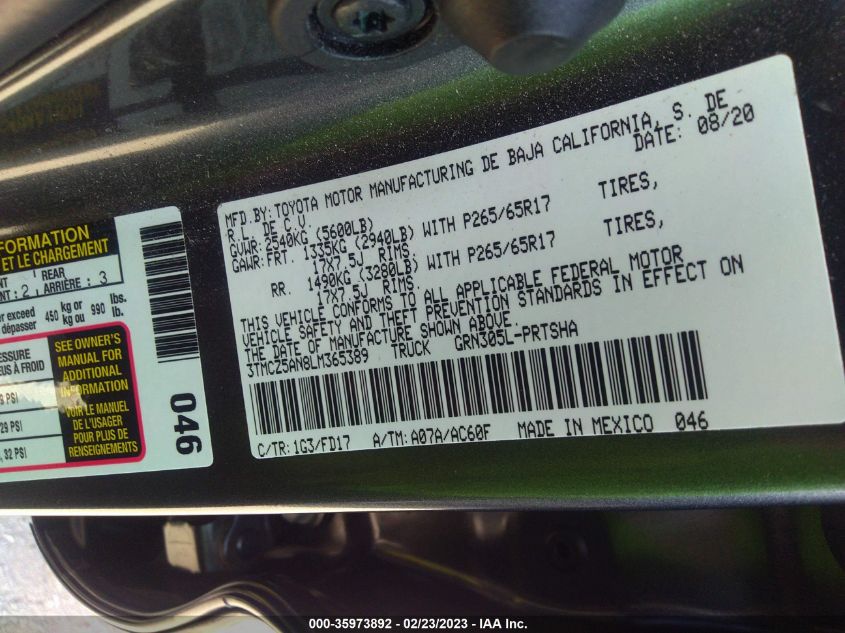 MFD.BY:TOYOTA MOTOR MANUFACTURING DE BAJA CALIFORNIA, S. DE
R.L. DE C.V. DATE: 08/20
GVWR:2540KG (5600LB)
GAWR:FRT. 1335KG (2940LB) WITH P265/65R17 TIRES,
17X7.5J RIMS.
RR. 1490KG (3280LB) WITH P265/65R17 TIRES,
17X7.5J RIMS.
THIS VEHICLE CONFORMS TO ALL APPLICABLE FEDERAL MOTOR
VEHICLE SAFETY AND THEFT PREVENTION STANDARDS IN EFFECT ON
THE DATE OF MANUFACTURE SHOWN ABOVE.
3TMCZ5AN8LM365389 TRUCK GRN305L-PRTSHA
C/TR: 1G3/FD17 A/TM: A07A/AC60F MADE IN MEXICO 046
FORMATION
ET LE CHARGEMENT
REAR
2, ARRIÈRE: 3
exceed 450 kg or 990 lbs.
dépasser kg ou lb.
SEE OWNER'S
MANUAL FOR
ADDITIONAL
INFORMATION
VOIR LE MANUEL
DE L'USAGER
POUR PLUS DE
RENSEIGNEMENTS
À FROID
PSI
29 PSI
, 32 PSI
046
000-35973892 - 02/23/2023 - IAA Inc.